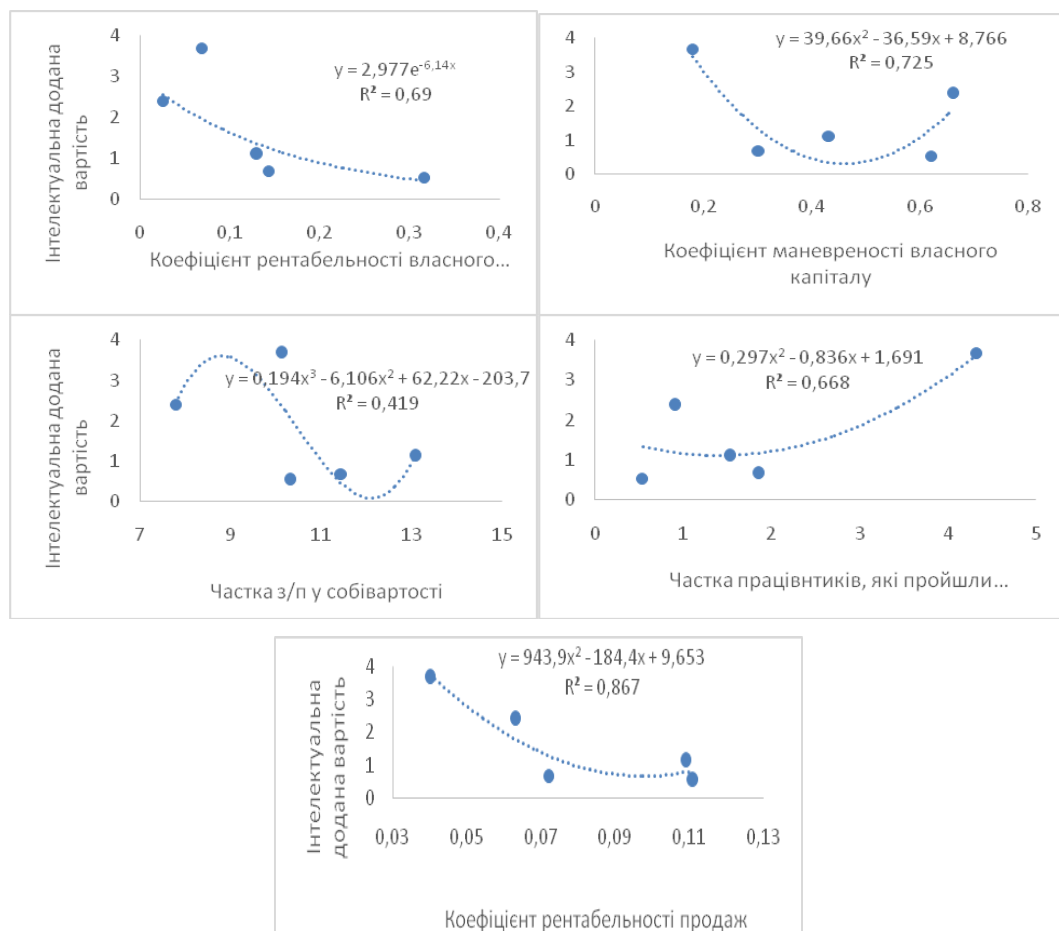 Інтелектуальна додана
вартість
4
3
2
1
0
y = 2,977e^-6,14x
R² = 0,69
0 0,1 0,2 0,3 0,4
Коефіцієнт рентабельності власного...
4
3
2
1
0
y = 39,66x² - 36,59x + 8,766
R² = 0,725
0 0,2 0,4 0,6 0,8
Коефіцієнт маневреності власного
капіталу
Інтелектуальна додана
вартість
4
3
2
1
0
y = 0,194x³ - 6,106x² + 62,22x - 203,7
R² = 0,419
7 9 11 13 15
Частка з/п у собівартості
4
3
2
1
0
y = 0,297x² - 0,836x + 1,691
R² = 0,668
0 1 2 3 4 5
Частка працівнтиків, які пройшли...
Інтелектуальна
додана вартість
4
3
2
1
0
y = 943,9x² - 184,4x + 9,653
R² = 0,867
0,03 0,05 0,07 0,09 0,11 0,13
Коефіцієнт рентабельності продаж